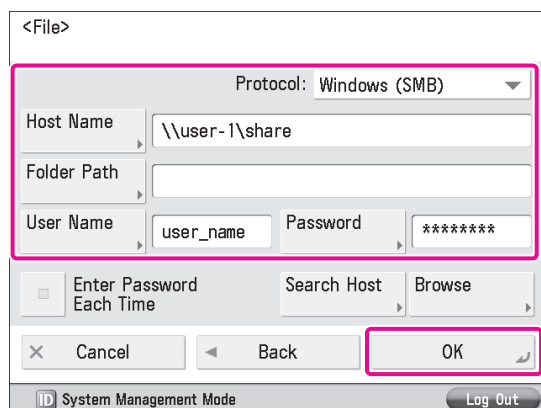 <File>
Protocol: Windows (SMB)
Host Name \\user-1\share
Folder Path
User Name user_name Password ********
Enter Password Each Time Search Host Browse
Cancel Back OK
ID System Management Mode Log Out